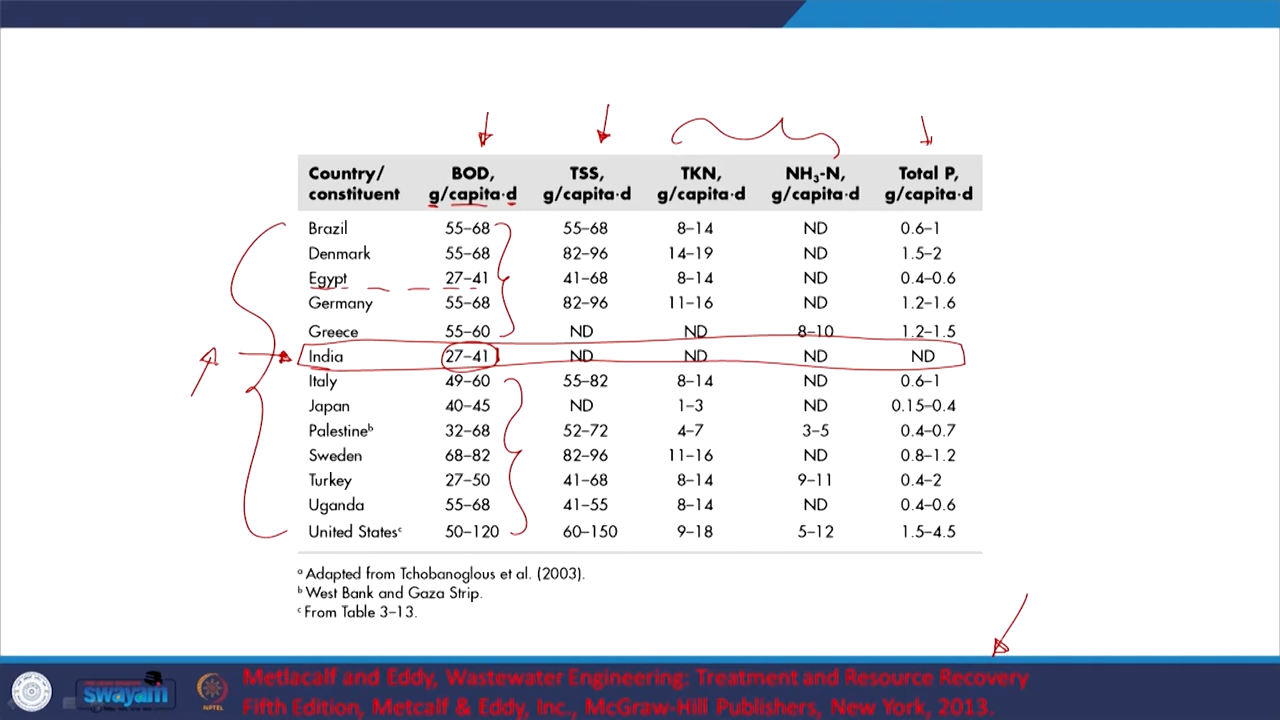 Country/ constituent BOD, g/capita·d TSS, g/capita·d TKN, g/capita·d NH₃-N, g/capita·d Total P, g/capita·d
Brazil 55–68 55–68 8–14 ND 0.6–1
Denmark 55–68 82–96 14–19 ND 1.5–2
Egypt 27–41 41–68 8–14 ND 0.4–0.6
Germany 55–68 82–96 11–16 ND 1.2–1.6
Greece 55–60 ND ND 8–10 1.2–1.5
India 27–41 ND ND ND ND
Italy 49–60 55–82 8–14 ND 0.6–1
Japan 40–45 ND 1–3 ND 0.15–0.4
Palestineᵇ 32–68 52–72 4–7 3–5 0.4–0.7
Sweden 68–82 82–96 11–16 ND 0.8–1.2
Turkey 27–50 41–68 8–14 9–11 0.4–2
Uganda 55–68 41–55 8–14 ND 0.4–0.6
United Statesᶜ 50–120 60–150 9–18 5–12 1.5–4.5
ᵃ Adapted from Tchobanoglous et al. (2003).
ᵇ West Bank and Gaza Strip.
ᶜ From Table 3–13.
swayam NPTEL
Metlacalf and Eddy, Wastewater Engineering: Treatment and Resource Recovery
Fifth Edition, Metcalf & Eddy, Inc., McGraw-Hill Publishers, New York, 2013.